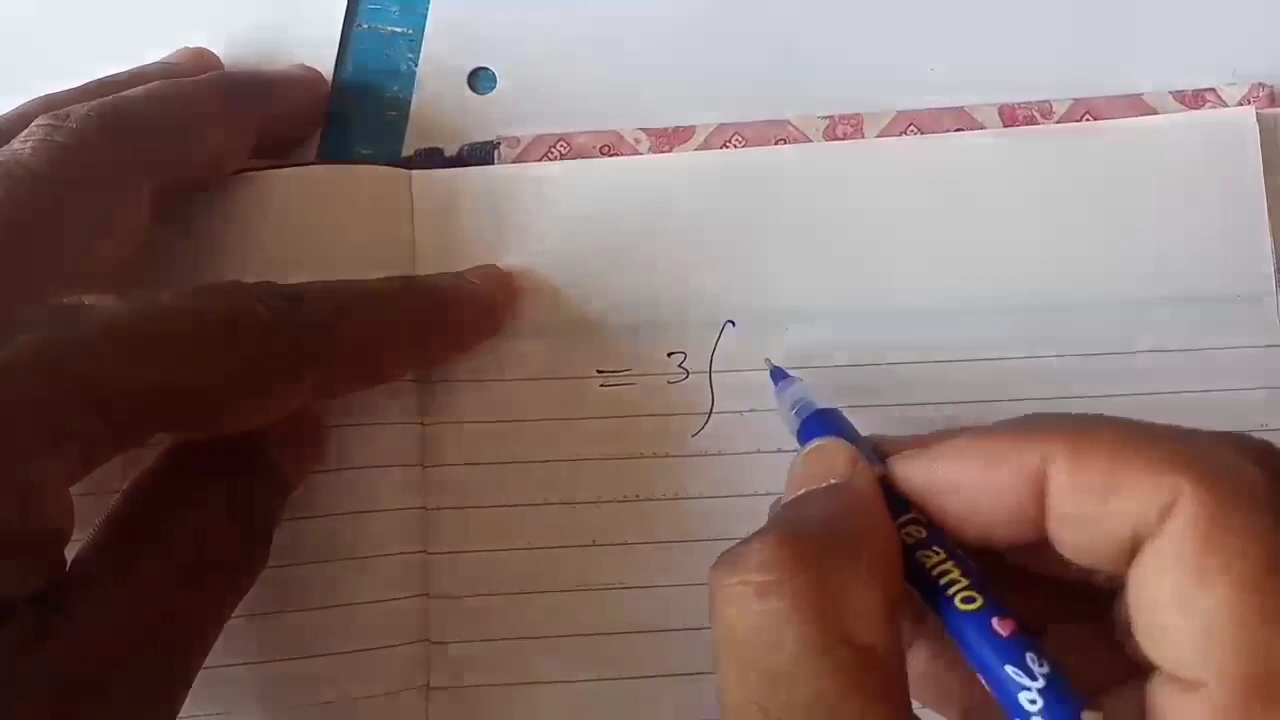 = 3 ∫
Te amo